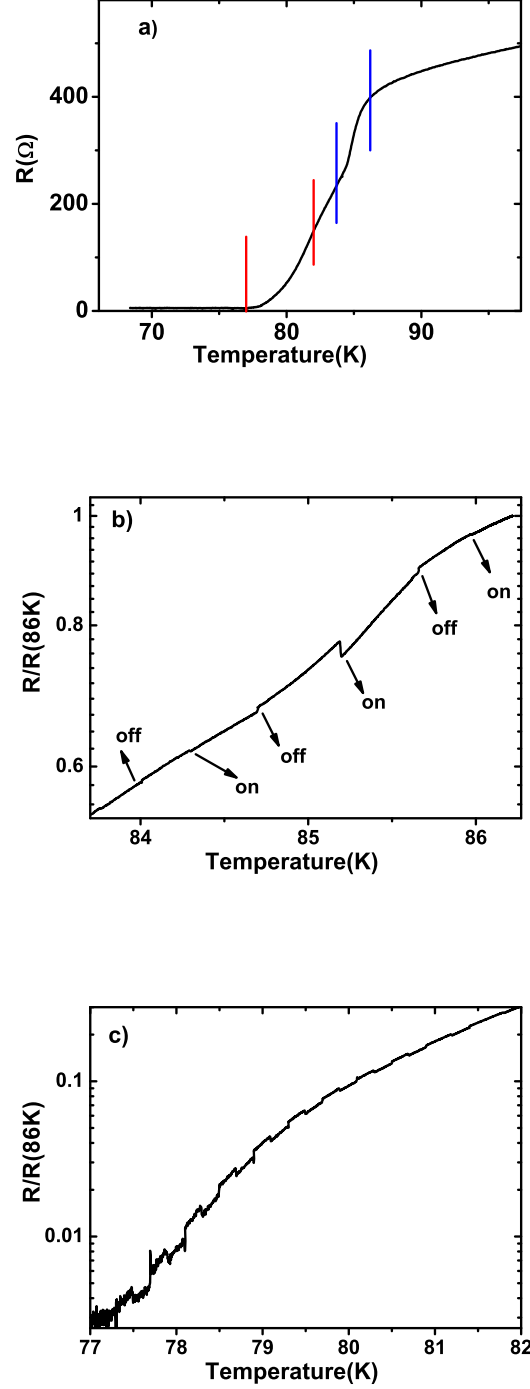 a)
R(Ω)
400
200
0
70 80 90
Temperature(K)
b)
R/R(86K)
1
0.8
0.6
on
off
on
off
off
on
84 85 86
Temperature(K)
c)
R/R(86K)
0.1
0.01
77 78 79 80 81 82
Temperature(K)